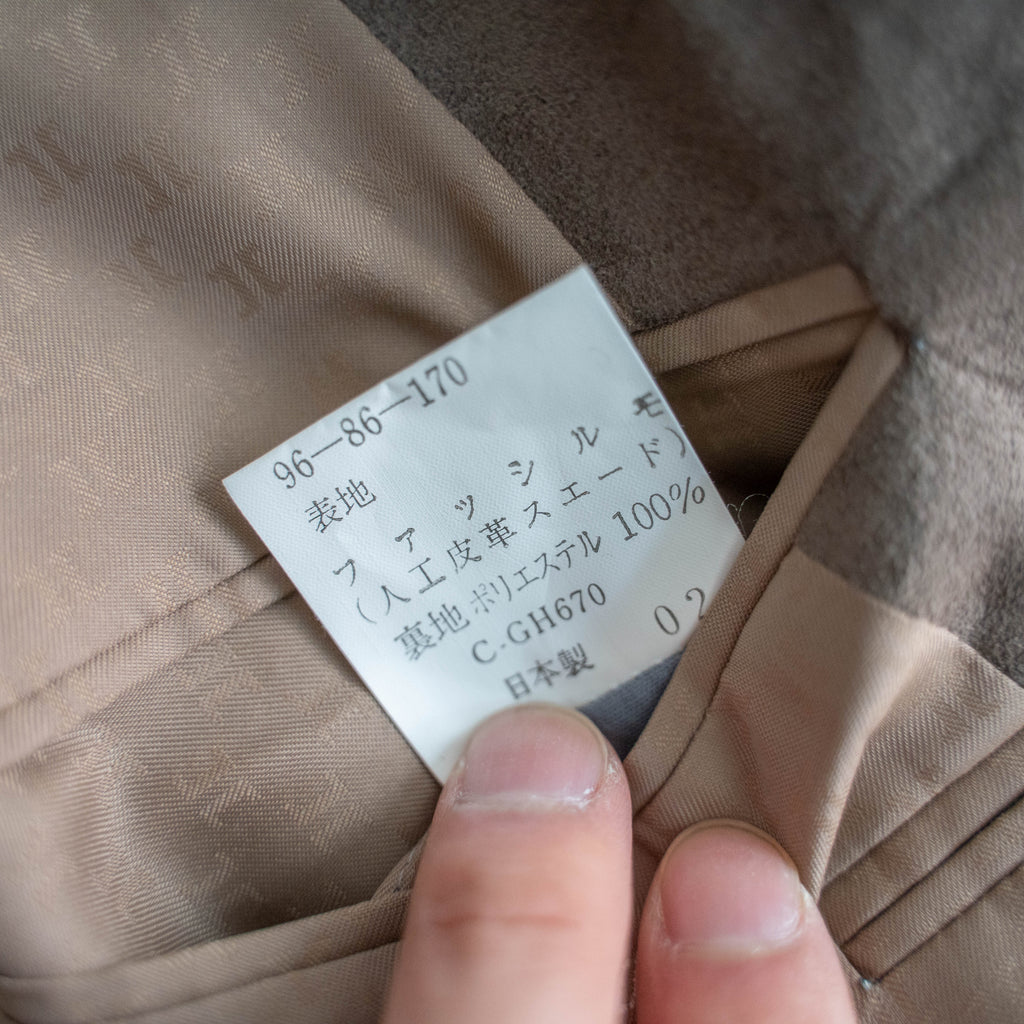 96—86—170
表地
ファッシルモ
(人工皮革スエード)
裏地 ポリエステル 100%
C-GH670
02
日本製